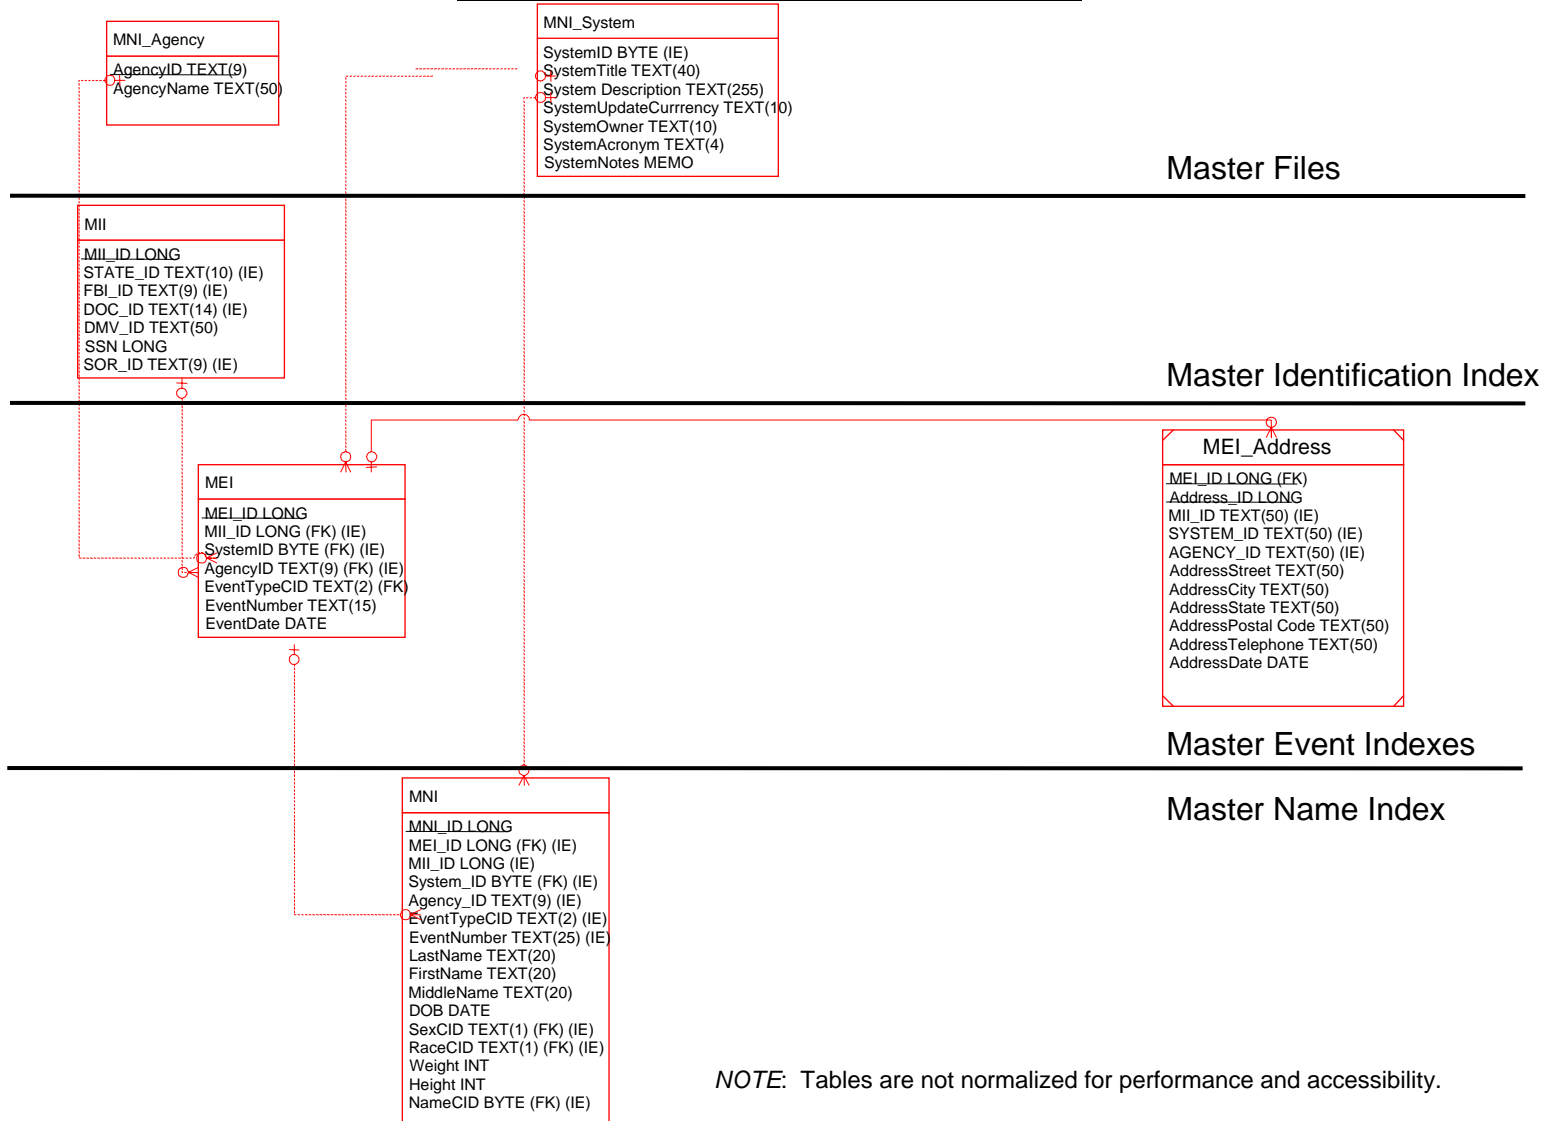 MNI_Agency
AgencyID TEXT(9)
AgencyName TEXT(50)
MNI_System
SystemID BYTE (IE)
SystemTitle TEXT(40)
System Description TEXT(255)
SystemUpdateCurrrency TEXT(10)
SystemOwner TEXT(10)
SystemAcronym TEXT(4)
SystemNotes MEMO
Master Files
MII
MII_ID LONG
STATE_ID TEXT(10) (IE)
FBI_ID TEXT(9) (IE)
DOC_ID TEXT(14) (IE)
DMV_ID TEXT(50)
SSN LONG
SOR_ID TEXT(9) (IE)
Master Identification Index
MEI
MEI_ID LONG
MII_ID LONG (FK) (IE)
SystemID BYTE (FK) (IE)
AgencyID TEXT(9) (FK) (IE)
EventTypeCID TEXT(2) (FK)
EventNumber TEXT(15)
EventDate DATE
MEI_Address
MEI_ID LONG (FK)
Address_ID LONG
MII_ID TEXT(50) (IE)
SYSTEM_ID TEXT(50) (IE)
AGENCY_ID TEXT(50) (IE)
AddressStreet TEXT(50)
AddressCity TEXT(50)
AddressState TEXT(50)
AddressPostal Code TEXT(50)
AddressTelephone TEXT(50)
AddressDate DATE
Master Event Indexes
Master Name Index
MNI
MNI_ID LONG
MEI_ID LONG (FK) (IE)
MII_ID LONG (IE)
System_ID BYTE (FK) (IE)
Agency_ID TEXT(9) (IE)
EventTypeCID TEXT(2) (IE)
EventNumber TEXT(25) (IE)
LastName TEXT(20)
FirstName TEXT(20)
MiddleName TEXT(20)
DOB DATE
SexCID TEXT(1) (FK) (IE)
RaceCID TEXT(1) (FK) (IE)
Weight INT
Height INT
NameCID BYTE (FK) (IE)
NOTE: Tables are not normalized for performance and accessibility.